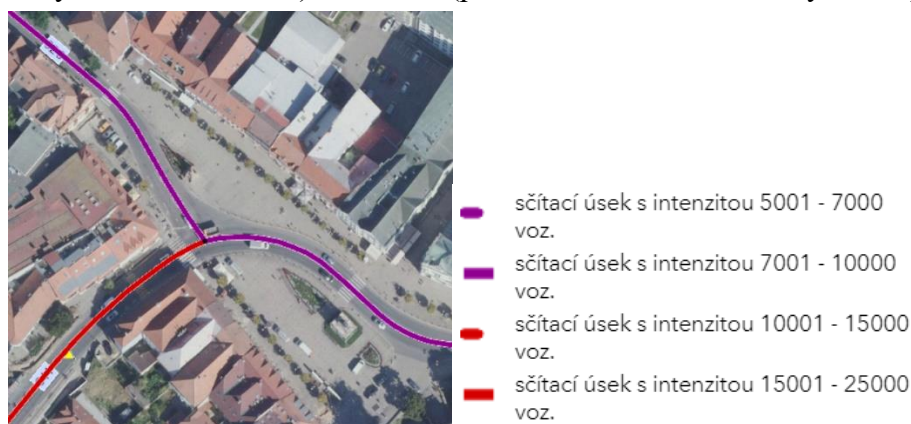 sčítací úsek s intenzitou 5001 - 7000
voz.
sčítací úsek s intenzitou 7001 - 10000
voz.
sčítací úsek s intenzitou 10001 - 15000
voz.
sčítací úsek s intenzitou 15001 - 25000
voz.